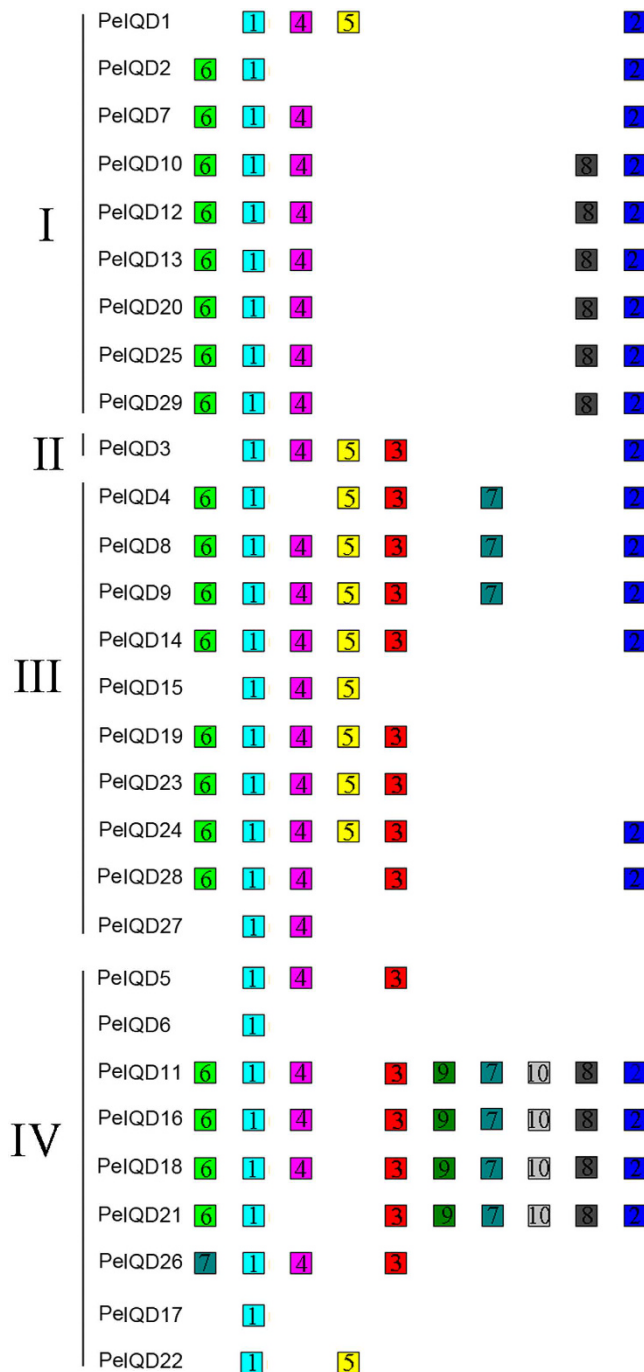 PeIQD1 1 4 5 2
PeIQD2 6 1 2
PeIQD7 6 1 4 2
PeIQD10 6 1 4 8 2
I PeIQD12 6 1 4 8 2
PeIQD13 6 1 4 8 2
PeIQD20 6 1 4 8 2
PeIQD25 6 1 4 8 2
PeIQD29 6 1 4 8 2
II PeIQD3 1 4 5 3 2
PeIQD4 6 1 5 3 7 2
PeIQD8 6 1 4 5 3 7 2
PeIQD9 6 1 4 5 3 7 2
PeIQD14 6 1 4 5 3 2
III PeIQD15 1 4 5
PeIQD19 6 1 4 5 3
PeIQD23 6 1 4 5 3
PeIQD24 6 1 4 5 3 2
PeIQD28 6 1 4 3 2
PeIQD27 1 4
PeIQD5 1 4 3
PeIQD6 1
PeIQD11 6 1 4 3 9 7 10 8 2
IV PeIQD16 6 1 4 3 9 7 10 8 2
PeIQD18 6 1 4 3 9 7 10 8 2
PeIQD21 6 1 3 9 7 10 8 2
PeIQD26 7 1 4 3
PeIQD17 1
PeIQD22 1 5